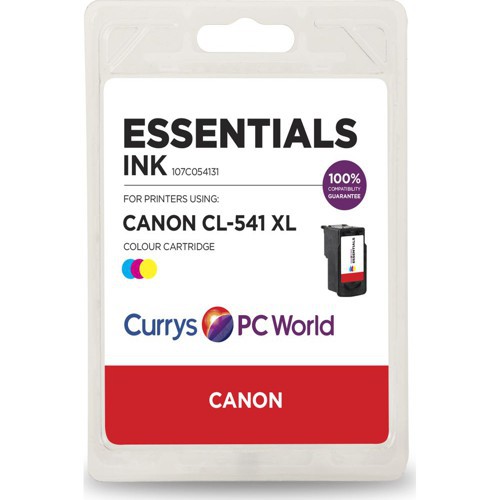 ESSENTIALS
INK 107C054131
FOR PRINTERS USING:
CANON CL-541 XL
COLOUR CARTRIDGE
100%
COMPATIBILITY
GUARANTEE
ESSENTIALS
Currys PC World
CANON